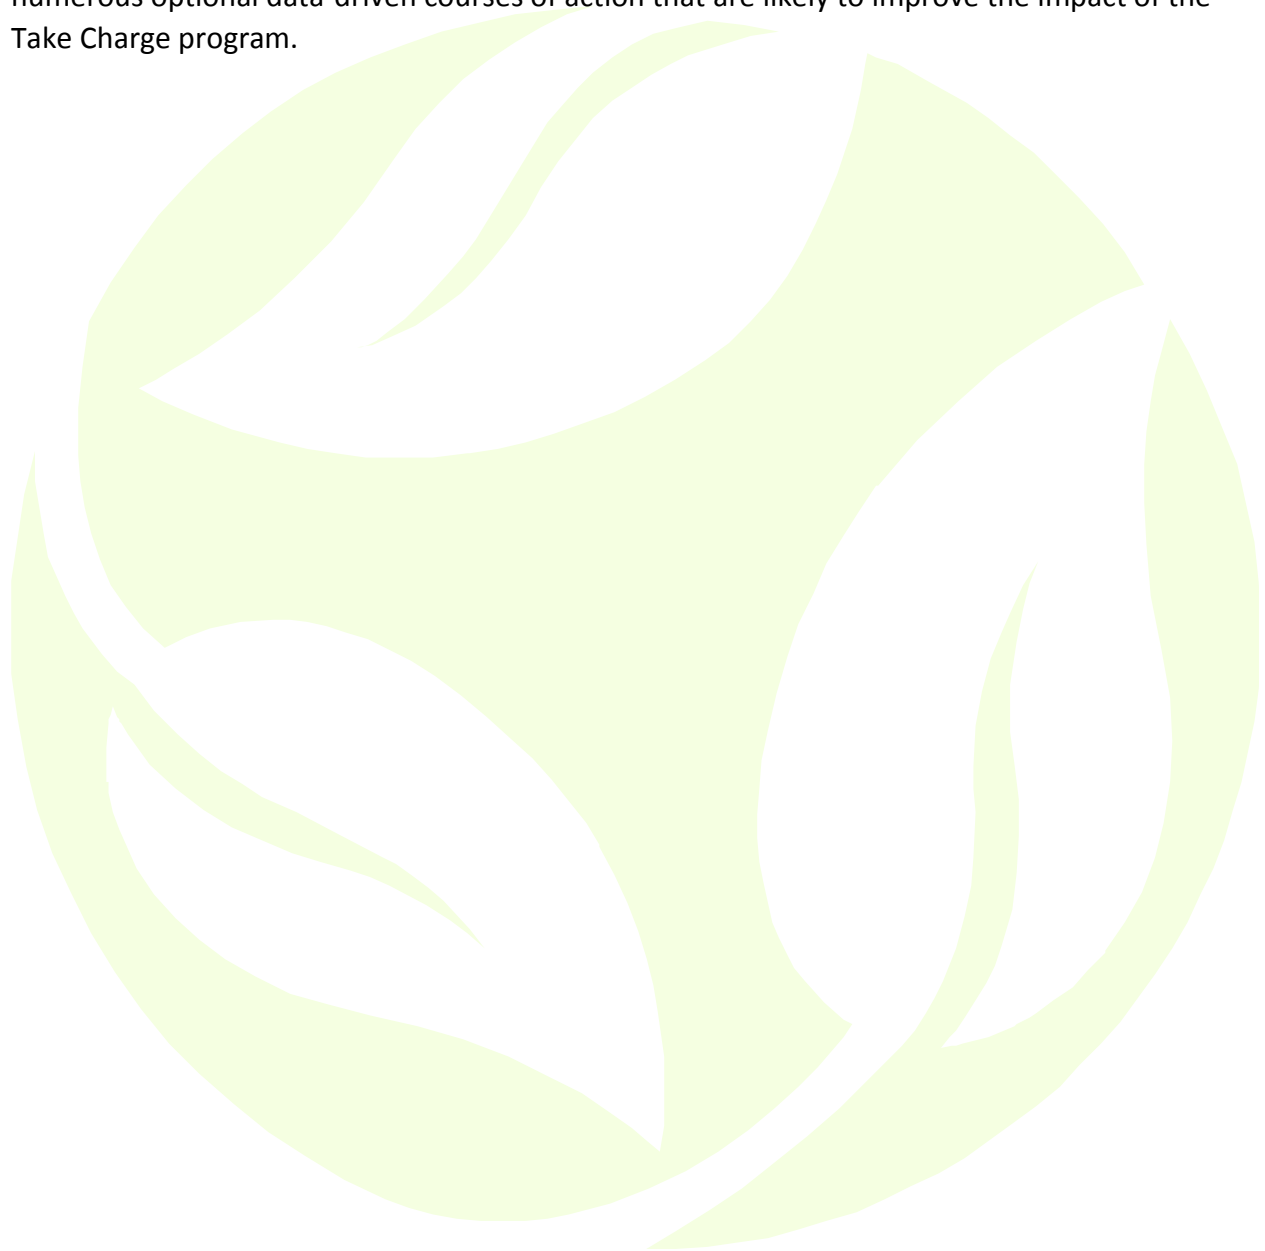 numerous optional data-driven courses of action that are likely to improve the impact of the
Take Charge program.